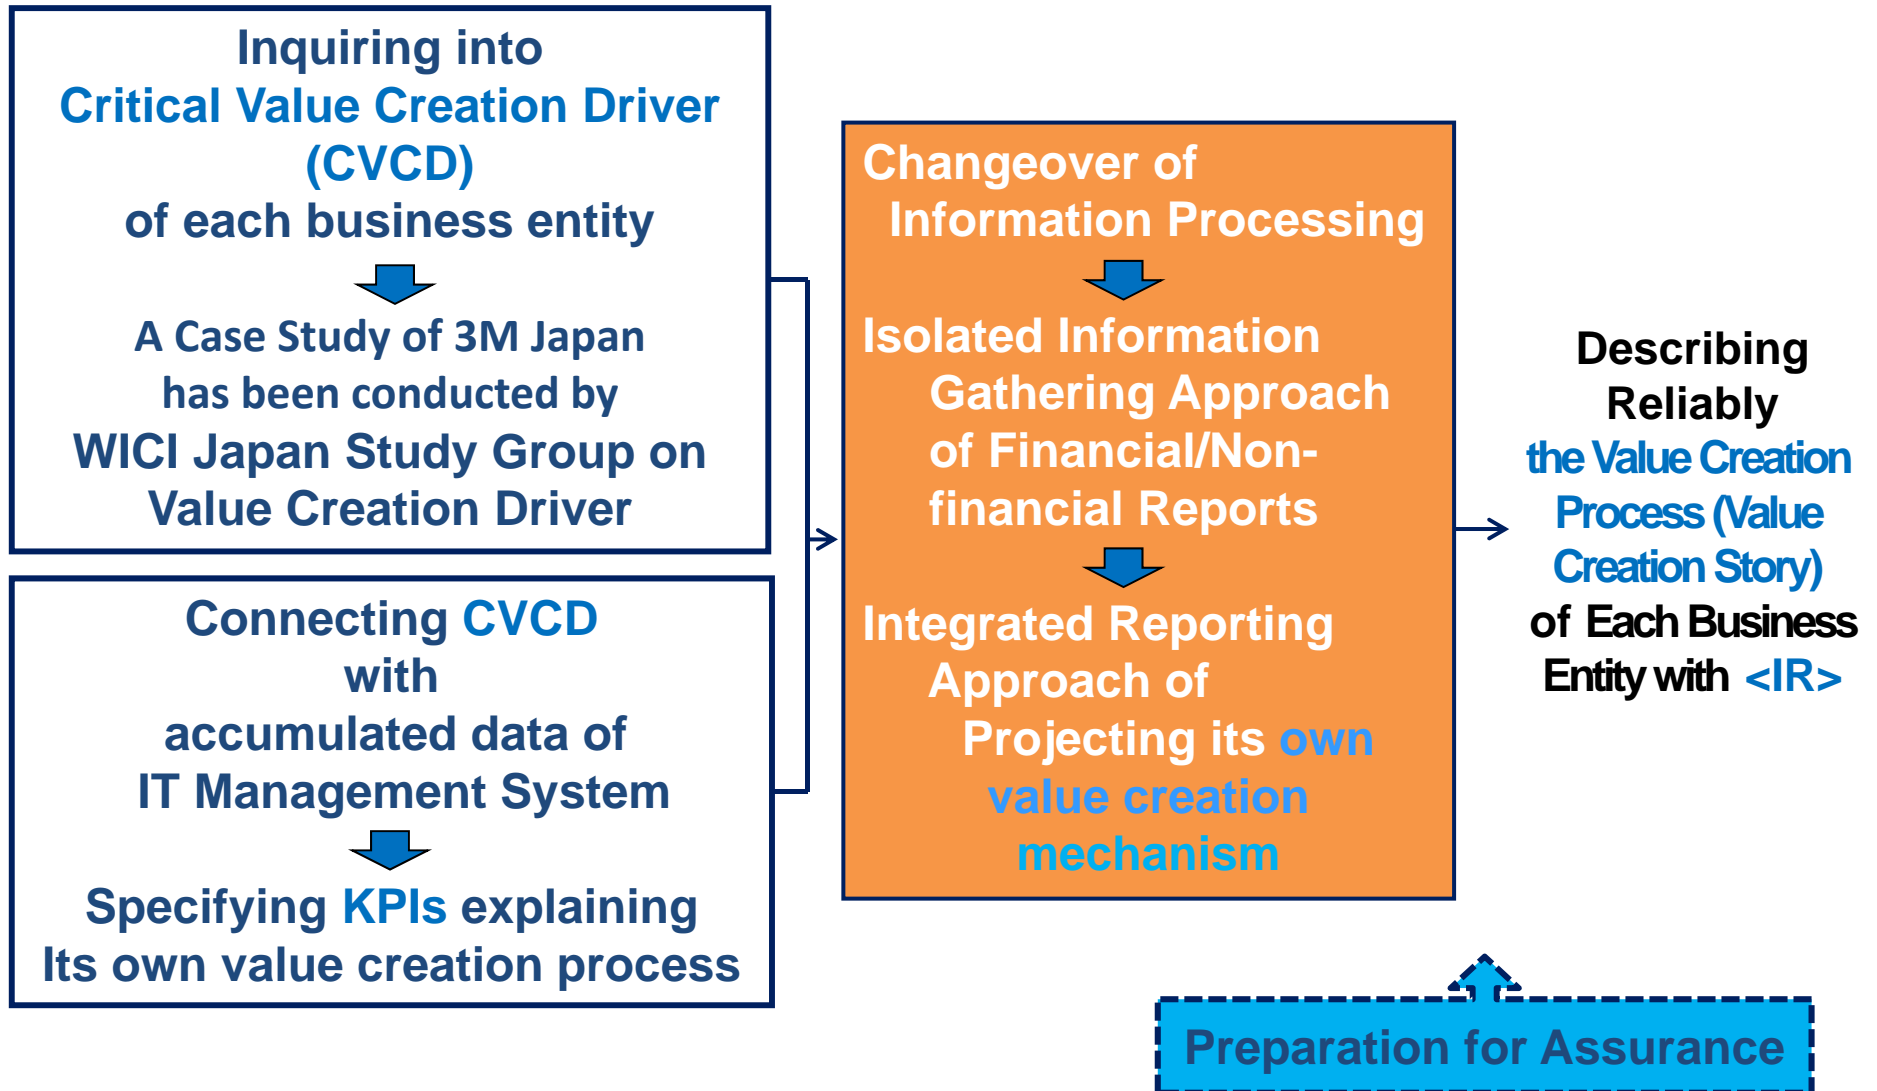 Inquiring into
Critical Value Creation Driver
(CVCD)
of each business entity
A Case Study of 3M Japan
has been conducted by
WICI Japan Study Group on
Value Creation Driver
Connecting CVCD
with
accumulated data of
IT Management System
Specifying KPIs explaining
Its own value creation process
Changeover of
Information Processing
Isolated Information
Gathering Approach
of Financial/Non-
financial Reports
Integrated Reporting
Approach of
Projecting its own
value creation
mechanism
Describing
Reliably
the Value Creation
Process (Value
Creation Story)
of Each Business
Entity with <IR>
Preparation for Assurance